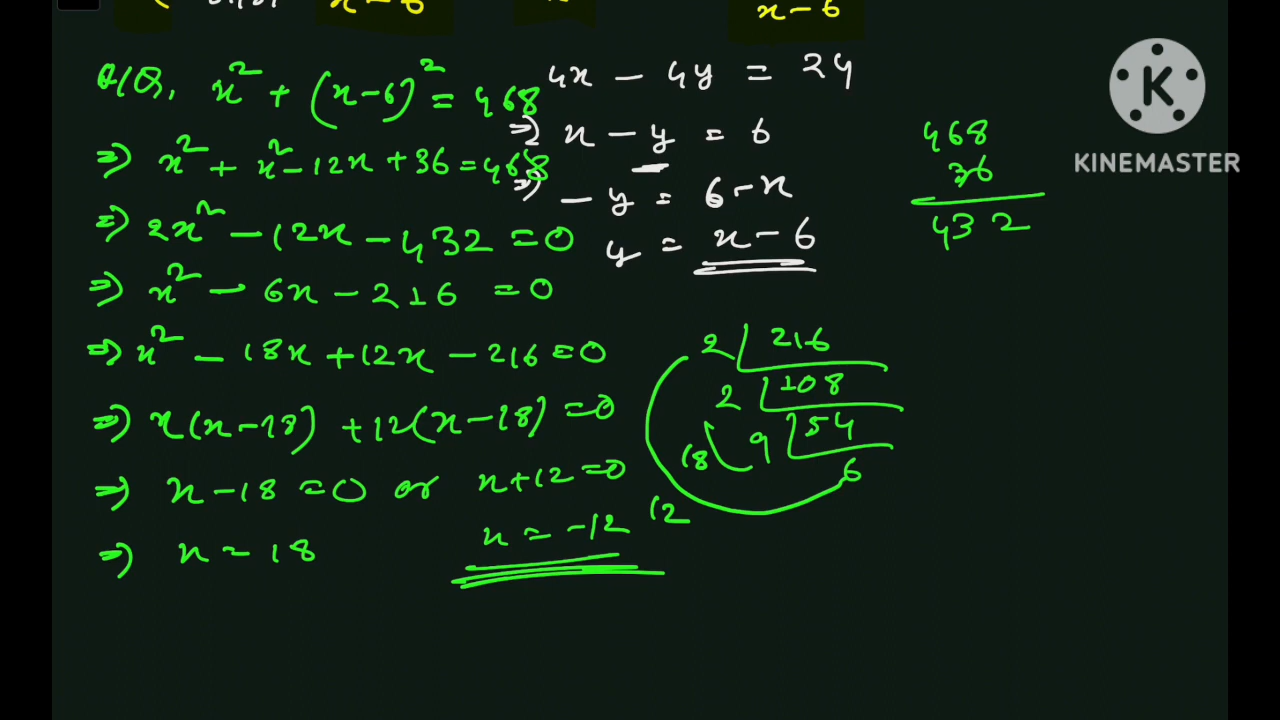 x - 6
x - 6
A/Q, x² + (x-6)² = 468
⇒ x² + x² - 12x + 36 = 468
⇒ 2x² - 12x - 432 = 0
⇒ x² - 6x - 216 = 0
⇒ x² - 18x + 12x - 216 = 0
⇒ x(x-18) + 12(x-18) = 0
⇒ x - 18 = 0 or x + 12 = 0
⇒ x = 18
x = -12
4x - 4y = 24
⇒ x - y = 6
⇒ - y = 6 - x
y = x - 6
468
36
432
2 | 216
2 | 108
9 | 54
6
18
12
K
KINEMASTER